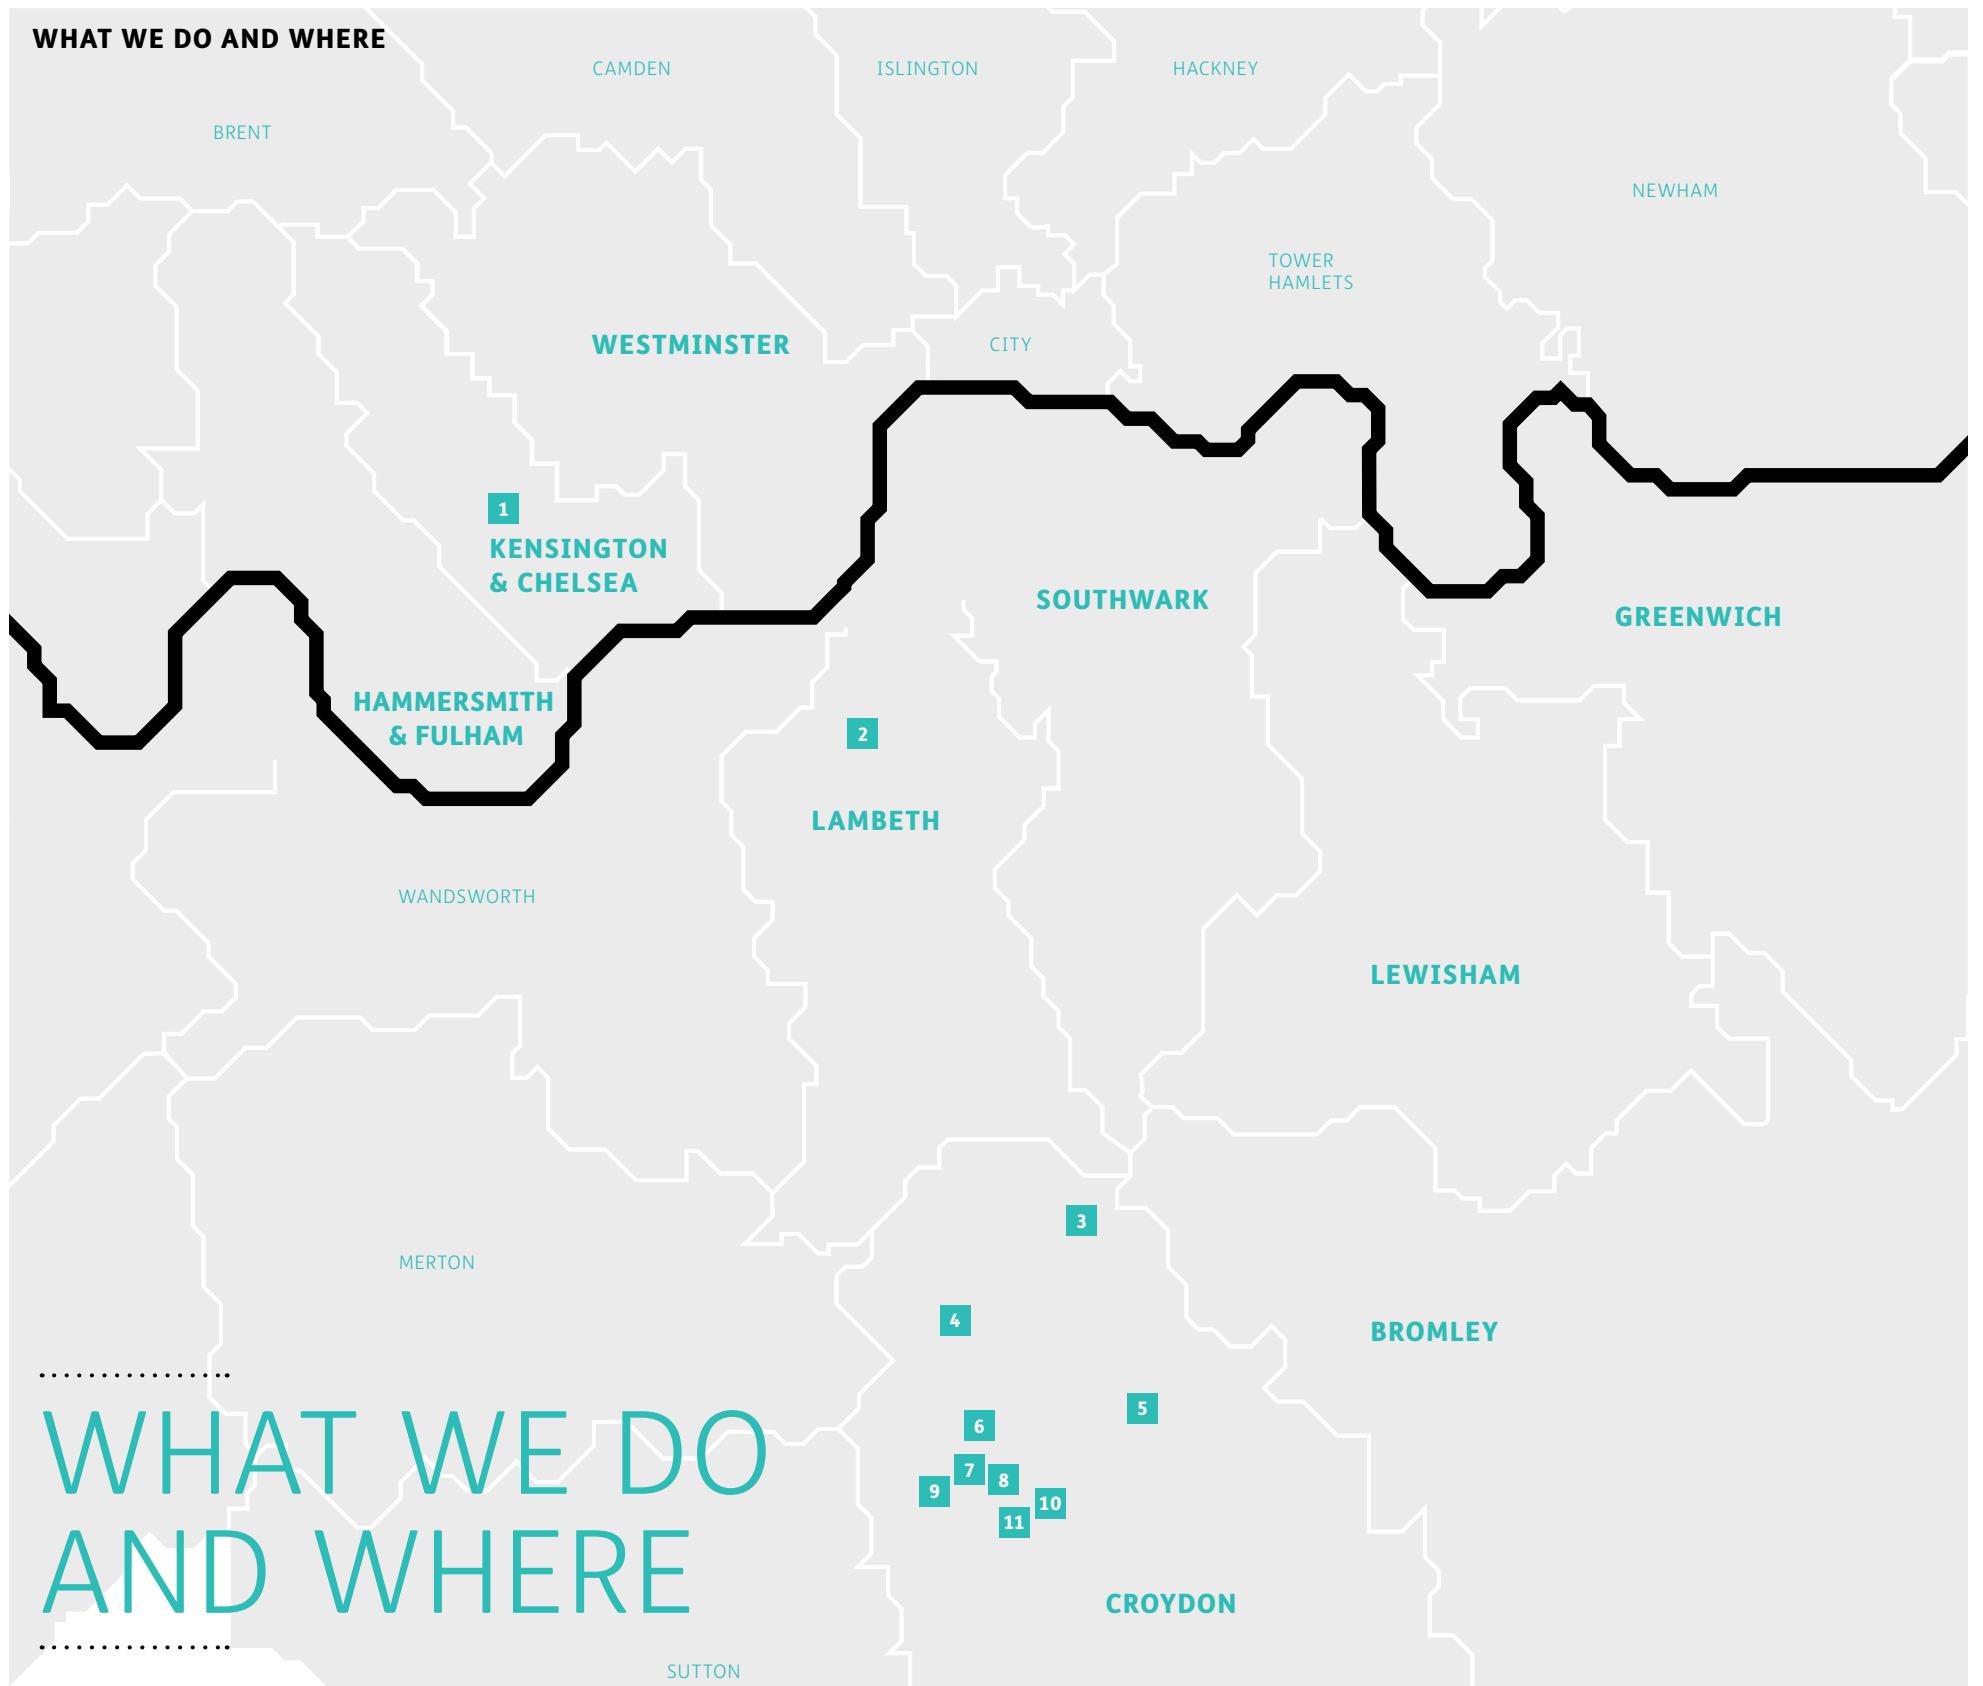 WHAT WE DO AND WHERE
CAMDEN
ISLINGTON
HACKNEY
BRENT
NEWHAM
TOWER
HAMLETS
WESTMINSTER
CITY
1
KENSINGTON
& CHELSEA
SOUTHWARK
GREENWICH
HAMMERSMITH
& FULHAM
2
LAMBETH
WANDSWORTH
LEWISHAM
3
MERTON
4
BROMLEY
5
6
7
8
9
10
11
WHAT WE DO
AND WHERE
CROYDON
SUTTON